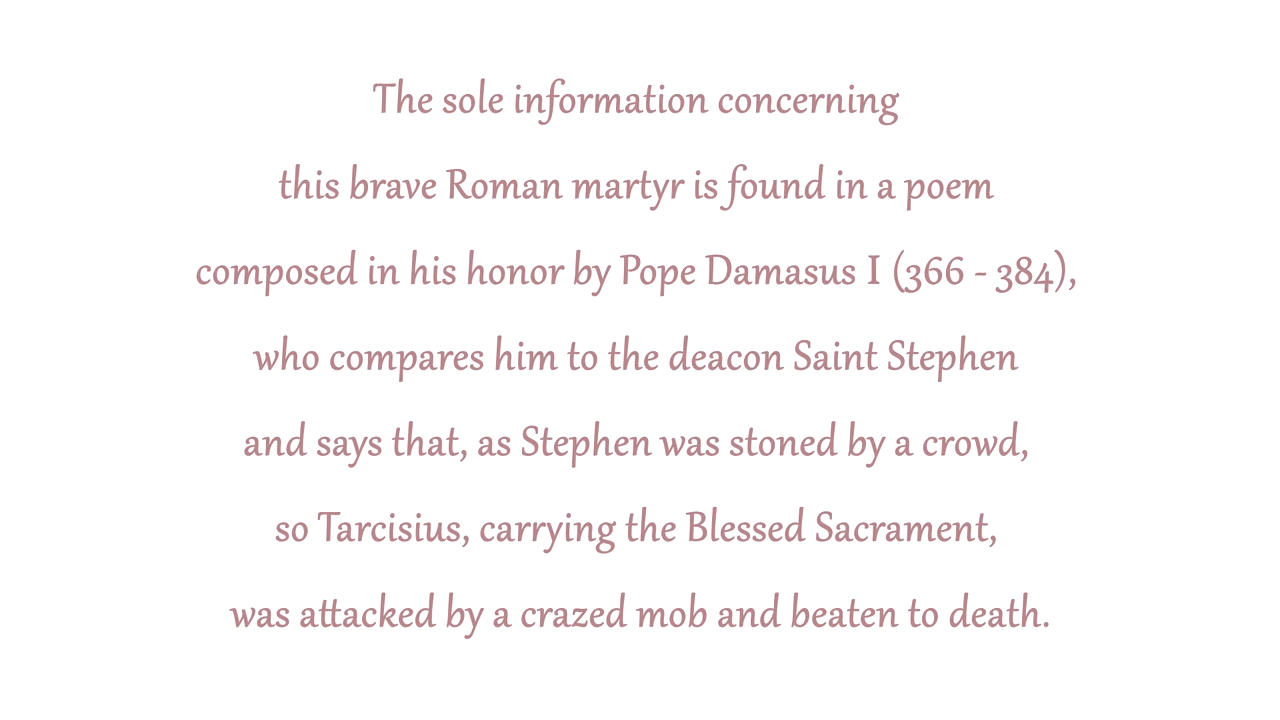 The sole information concerning
this brave Roman martyr is found in a poem
composed in his honor by Pope Damasus I (366 - 384),
who compares him to the deacon Saint Stephen
and says that, as Stephen was stoned by a crowd,
so Tarcisius, carrying the Blessed Sacrament,
was attacked by a crazed mob and beaten to death.